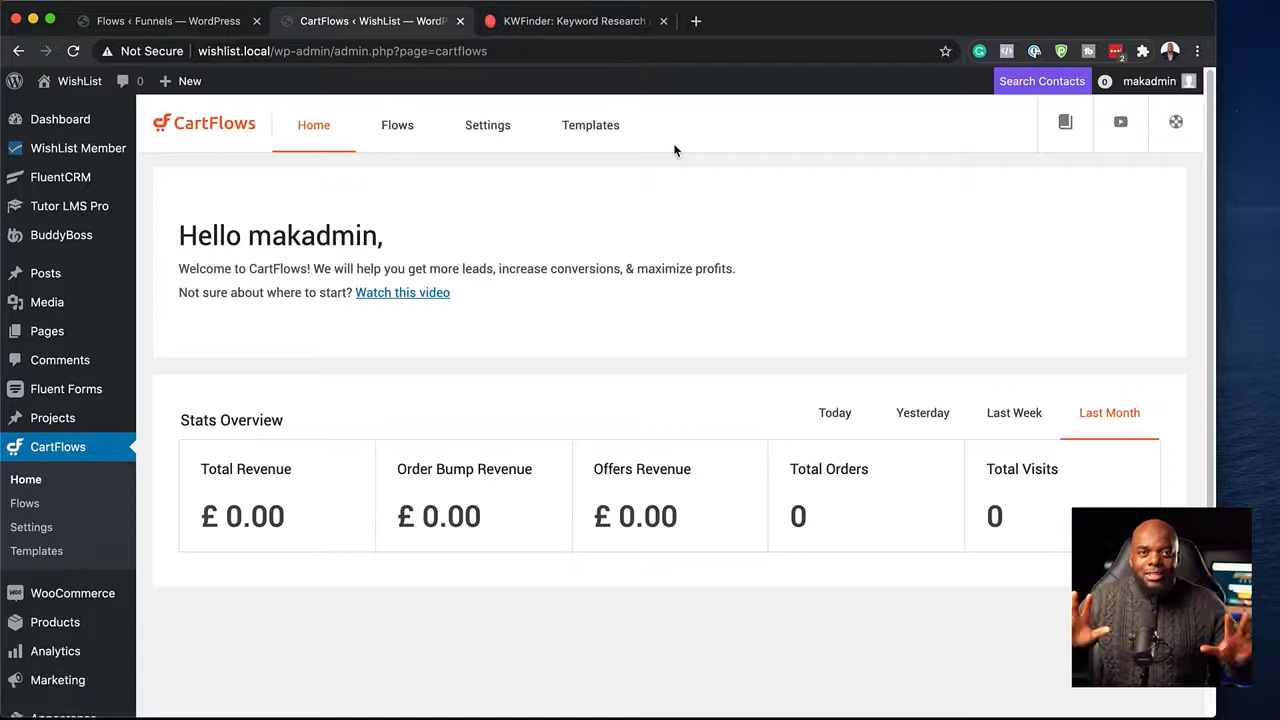 Flows ‹ Funnels — WordPress
CartFlows ‹ WishList — WordP
KWFinder: Keyword Research
Not Secure
wishlist.local/wp-admin/admin.php?page=cartflows
2
WishList
0
New
Search Contacts
0
makadmin
Dashboard
WishList Member
FluentCRM
Tutor LMS Pro
BuddyBoss
Posts
Media
Pages
Comments
Fluent Forms
Projects
CartFlows
Home
Flows
Settings
Templates
WooCommerce
Products
Analytics
Marketing
CartFlows
Home
Flows
Settings
Templates
Hello makadmin,
Welcome to CartFlows! We will help you get more leads, increase conversions, & maximize profits.
Not sure about where to start? Watch this video
Stats Overview
Today
Yesterday
Last Week
Last Month
Total Revenue
Order Bump Revenue
Offers Revenue
Total Orders
Total Visits
£ 0.00
£ 0.00
£ 0.00
0
0